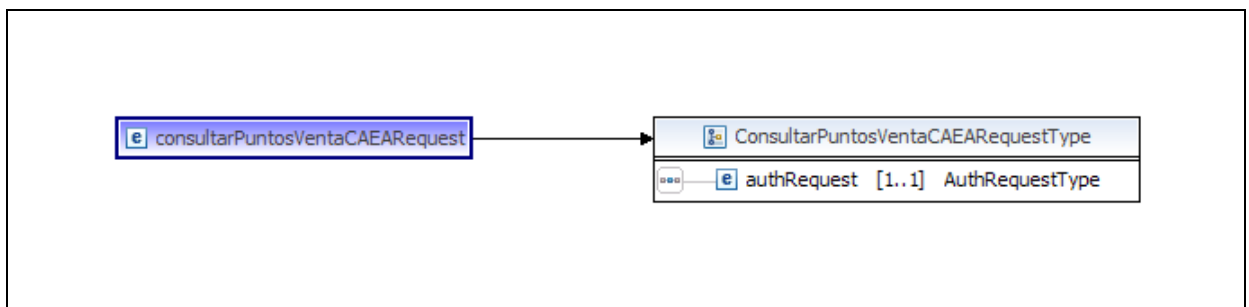 e consultarPuntosVentaCAEARequest
ConsultarPuntosVentaCAEARequestType
e authRequest [1..1] AuthRequestType